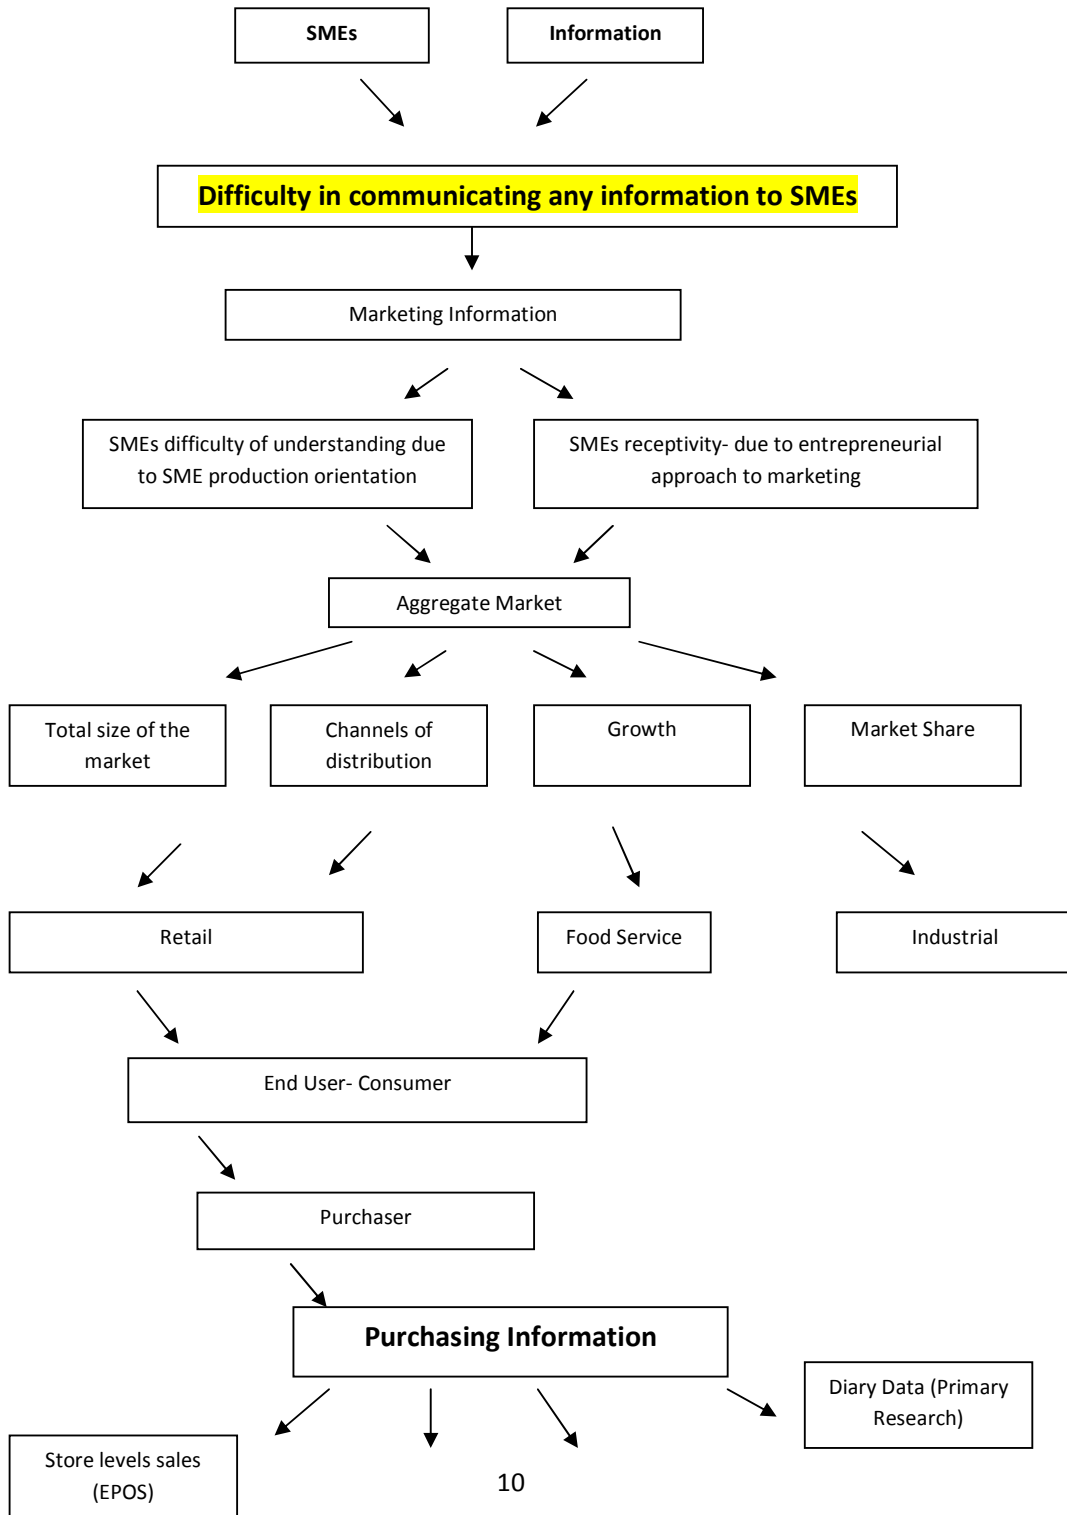 SMEs
Information
Difficulty in communicating any information to SMEs
Marketing Information
SMEs difficulty of understanding due
to SME production orientation
SMEs receptivity- due to entrepreneurial
approach to marketing
Aggregate Market
Total size of the
market
Channels of
distribution
Growth
Market Share
Retail
Food Service
Industrial
End User- Consumer
Purchaser
Purchasing Information
Diary Data (Primary
Research)
Store levels sales
(EPOS)
10